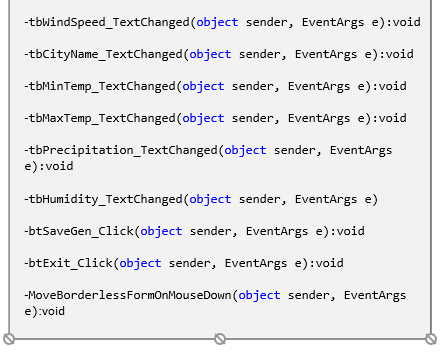 -tbWindSpeed_TextChanged(object sender, EventArgs e):void
-tbCityName_TextChanged(object sender, EventArgs e):void
-tbMinTemp_TextChanged(object sender, EventArgs e):void
-tbMaxTemp_TextChanged(object sender, EventArgs e):void
-tbPrecipitation_TextChanged(object sender, EventArgs
e):void
-tbHumidity_TextChanged(object sender, EventArgs e)
-btSaveGen_Click(object sender, EventArgs e):void
-btExit_Click(object sender, EventArgs e):void
-MoveBorderlessFormOnMouseDown(object sender, EventArgs
e):void